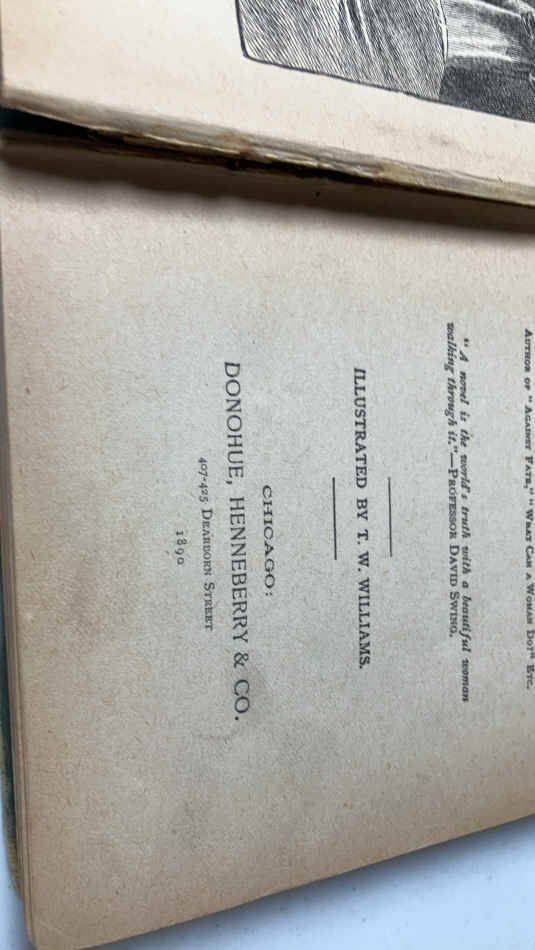 AUTHOR OF "AGAINST FATE," "WHAT CAN A WOMAN DO?" ETC.
"A novel is the world's truth with a beautiful woman
walking through it."—PROFESSOR DAVID SWING.
ILLUSTRATED BY T. W. WILLIAMS.
CHICAGO:
DONOHUE, HENNEBERRY & CO.
407-425 DEARBORN STREET
1890